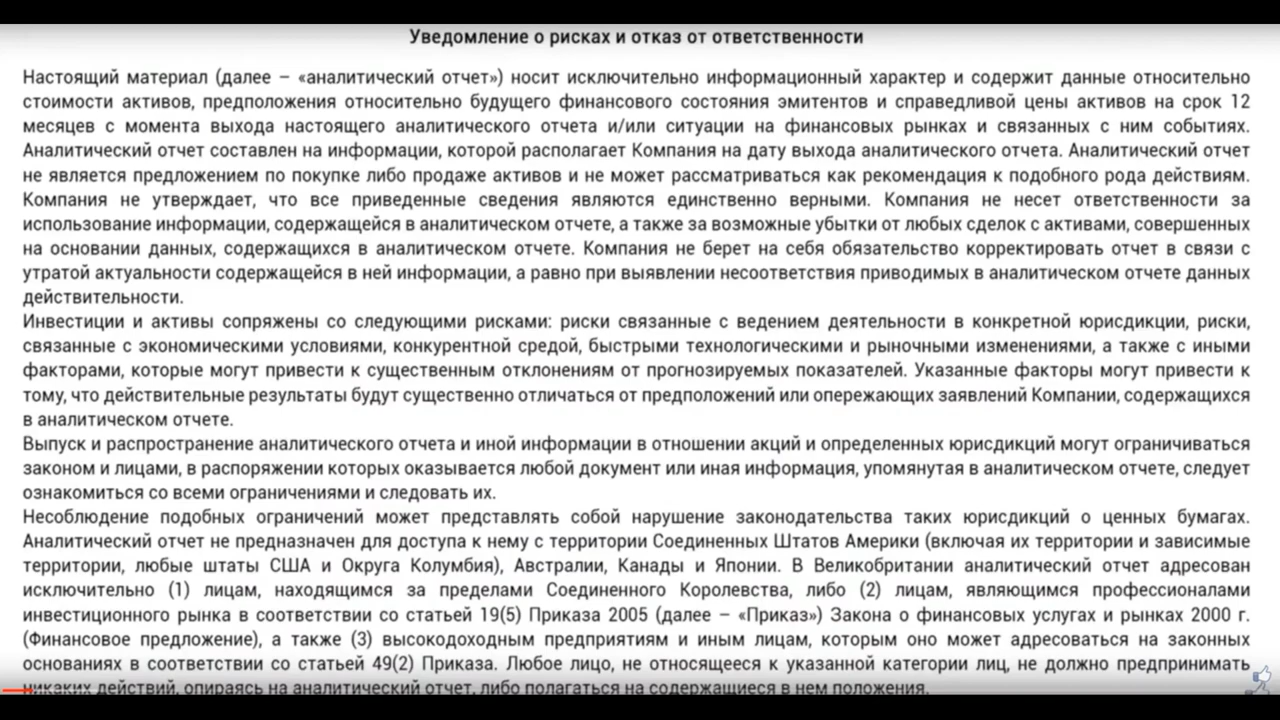 Уведомление о рисках и отказ от ответственности
Настоящий материал (далее – «аналитический отчет») носит исключительно информационный характер и содержит данные относительно
стоимости активов, предположения относительно будущего финансового состояния эмитентов и справедливой цены активов на срок 12
месяцев с момента выхода настоящего аналитического отчета и/или ситуации на финансовых рынках и связанных с ним событиях.
Аналитический отчет составлен на информации, которой располагает Компания на дату выхода аналитического отчета. Аналитический отчет
не является предложением по покупке либо продаже активов и не может рассматриваться как рекомендация к подобного рода действиям.
Компания не утверждает, что все приведенные сведения являются единственно верными. Компания не несет ответственности за
использование информации, содержащейся в аналитическом отчете, а также за возможные убытки от любых сделок с активами, совершенных
на основании данных, содержащихся в аналитическом отчете. Компания не берет на себя обязательство корректировать отчет в связи с
утратой актуальности содержащейся в ней информации, а равно при выявлении несоответствия приводимых в аналитическом отчете данных
действительности.
Инвестиции и активы сопряжены со следующими рисками: риски связанные с ведением деятельности в конкретной юрисдикции, риски,
связанные с экономическими условиями, конкурентной средой, быстрыми технологическими и рыночными изменениями, а также с иными
факторами, которые могут привести к существенным отклонениям от прогнозируемых показателей. Указанные факторы могут привести к
тому, что действительные результаты будут существенно отличаться от предположений или опережающих заявлений Компании, содержащихся
в аналитическом отчете.
Выпуск и распространение аналитического отчета и иной информации в отношении акций и определенных юрисдикций могут ограничиваться
законом и лицами, в распоряжении которых оказывается любой документ или иная информация, упомянутая в аналитическом отчете, следует
ознакомиться со всеми ограничениями и следовать их.
Несоблюдение подобных ограничений может представлять собой нарушение законодательства таких юрисдикций о ценных бумагах.
Аналитический отчет не предназначен для доступа к нему с территории Соединенных Штатов Америки (включая их территории и зависимые
территории, любые штаты США и Округа Колумбия), Австралии, Канады и Японии. В Великобритании аналитический отчет адресован
исключительно (1) лицам, находящимся за пределами Соединенного Королевства, либо (2) лицам, являющимся профессионалами
инвестиционного рынка в соответствии со статьей 19(5) Приказа 2005 (далее – «Приказ») Закона о финансовых услугах и рынках 2000 г.
(Финансовое предложение), а также (3) высокодоходным предприятиям и иным лицам, которым оно может адресоваться на законных
основаниях в соответствии со статьей 49(2) Приказа. Любое лицо, не относящееся к указанной категории лиц, не должно предпринимать
никаких действий, опираясь на аналитический отчет, либо полагаться на содержащиеся в нем положения.